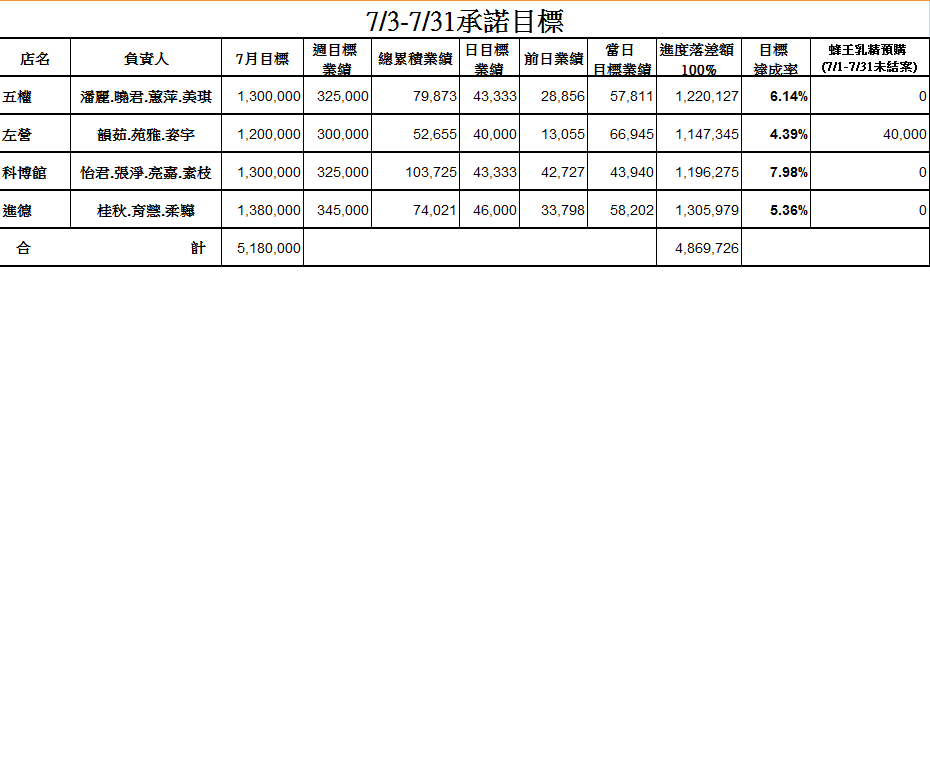 7/3-7/31承諾目標
店名 負責人 7月目標 週目標業績 總累積業績 日目標業績 前日業績 當日目標業績 進度落差額100% 目標達成率 蜂王乳精預購(7/1-7/31未結案)
五權 潘麗.曉君.蕙萍.美琪 1,300,000 325,000 79,873 43,333 28,856 57,811 1,220,127 6.14% 0
左營 韻茹.苑雅.姿宇 1,200,000 300,000 52,655 40,000 13,055 66,945 1,147,345 4.39% 40,000
科博館 怡君.張淨.亮嘉.素枝 1,300,000 325,000 103,725 43,333 42,727 43,940 1,196,275 7.98% 0
進德 桂秋.育慧.柔驊 1,380,000 345,000 74,021 46,000 33,798 58,202 1,305,979 5.36% 0
合 計 5,180,000 4,869,726